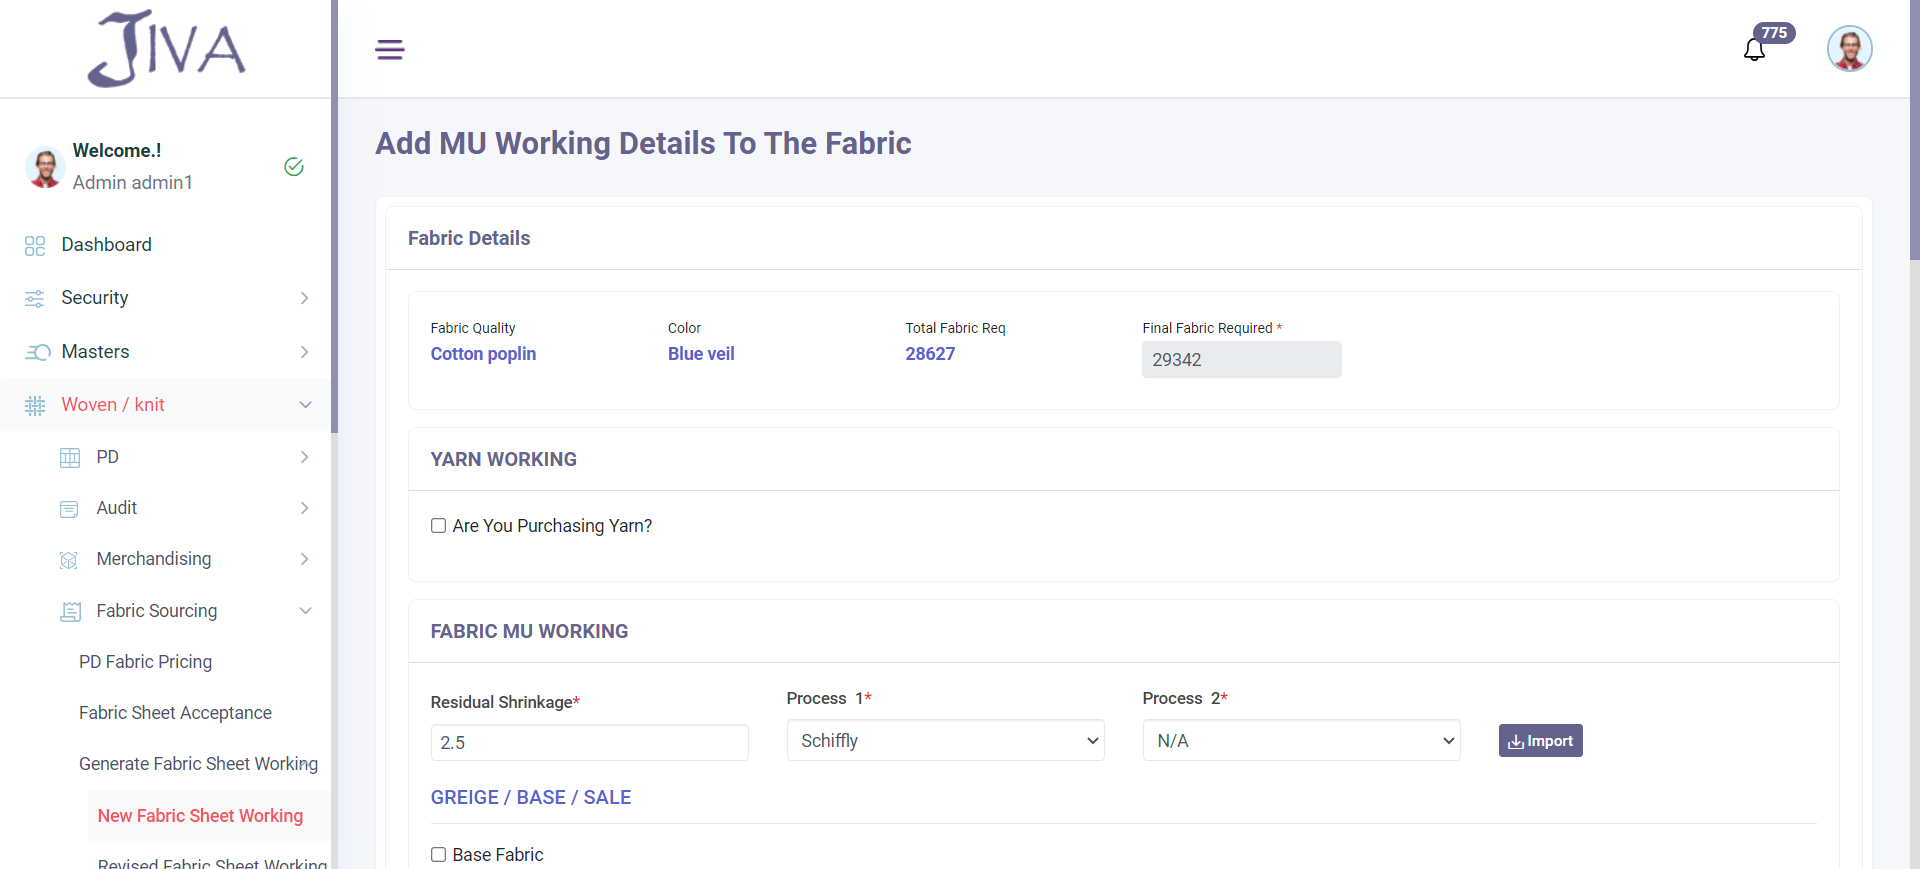 JIVA
775
Welcome.!
Admin admin1
Dashboard
Security
Masters
Woven / knit
PD
Audit
Merchandising
Fabric Sourcing
PD Fabric Pricing
Fabric Sheet Acceptance
Generate Fabric Sheet Working
New Fabric Sheet Working
Revised Fabric Sheet Working
Add MU Working Details To The Fabric
Fabric Details
Fabric Quality
Cotton poplin
Color
Blue veil
Total Fabric Req
28627
Final Fabric Required *
29342
YARN WORKING
Are You Purchasing Yarn?
FABRIC MU WORKING
Residual Shrinkage*
2.5
Process 1*
Schiffly
Process 2*
N/A
Import
GREIGE / BASE / SALE
Base Fabric